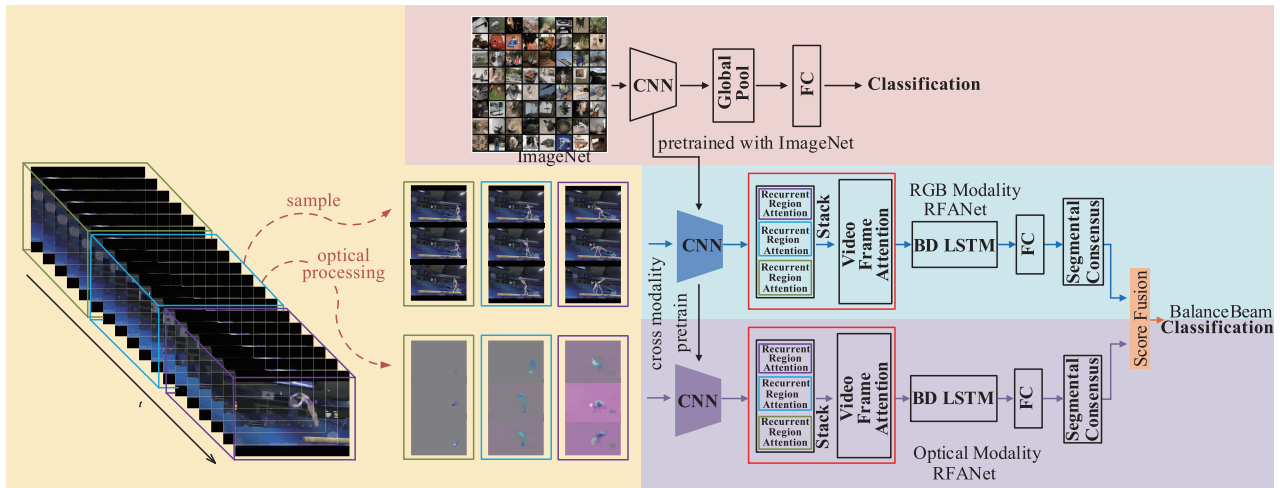 CNN
Global
Pool
FC
Classification
ImageNet
pretrained with ImageNet
sample
optical
processing
t
cross modality
pretrain
CNN
Recurrent
Region
Attention
Recurrent
Region
Attention
Recurrent
Region
Attention
Stack
Video
Frame
Attention
RGB Modality
RFANet
BD LSTM
FC
Segmental
Consensus
Score Fusion
BalanceBeam
Classification
CNN
Recurrent
Region
Attention
Recurrent
Region
Attention
Recurrent
Region
Attention
Stack
Video
Frame
Attention
BD LSTM
FC
Segmental
Consensus
Optical Modality
RFANet